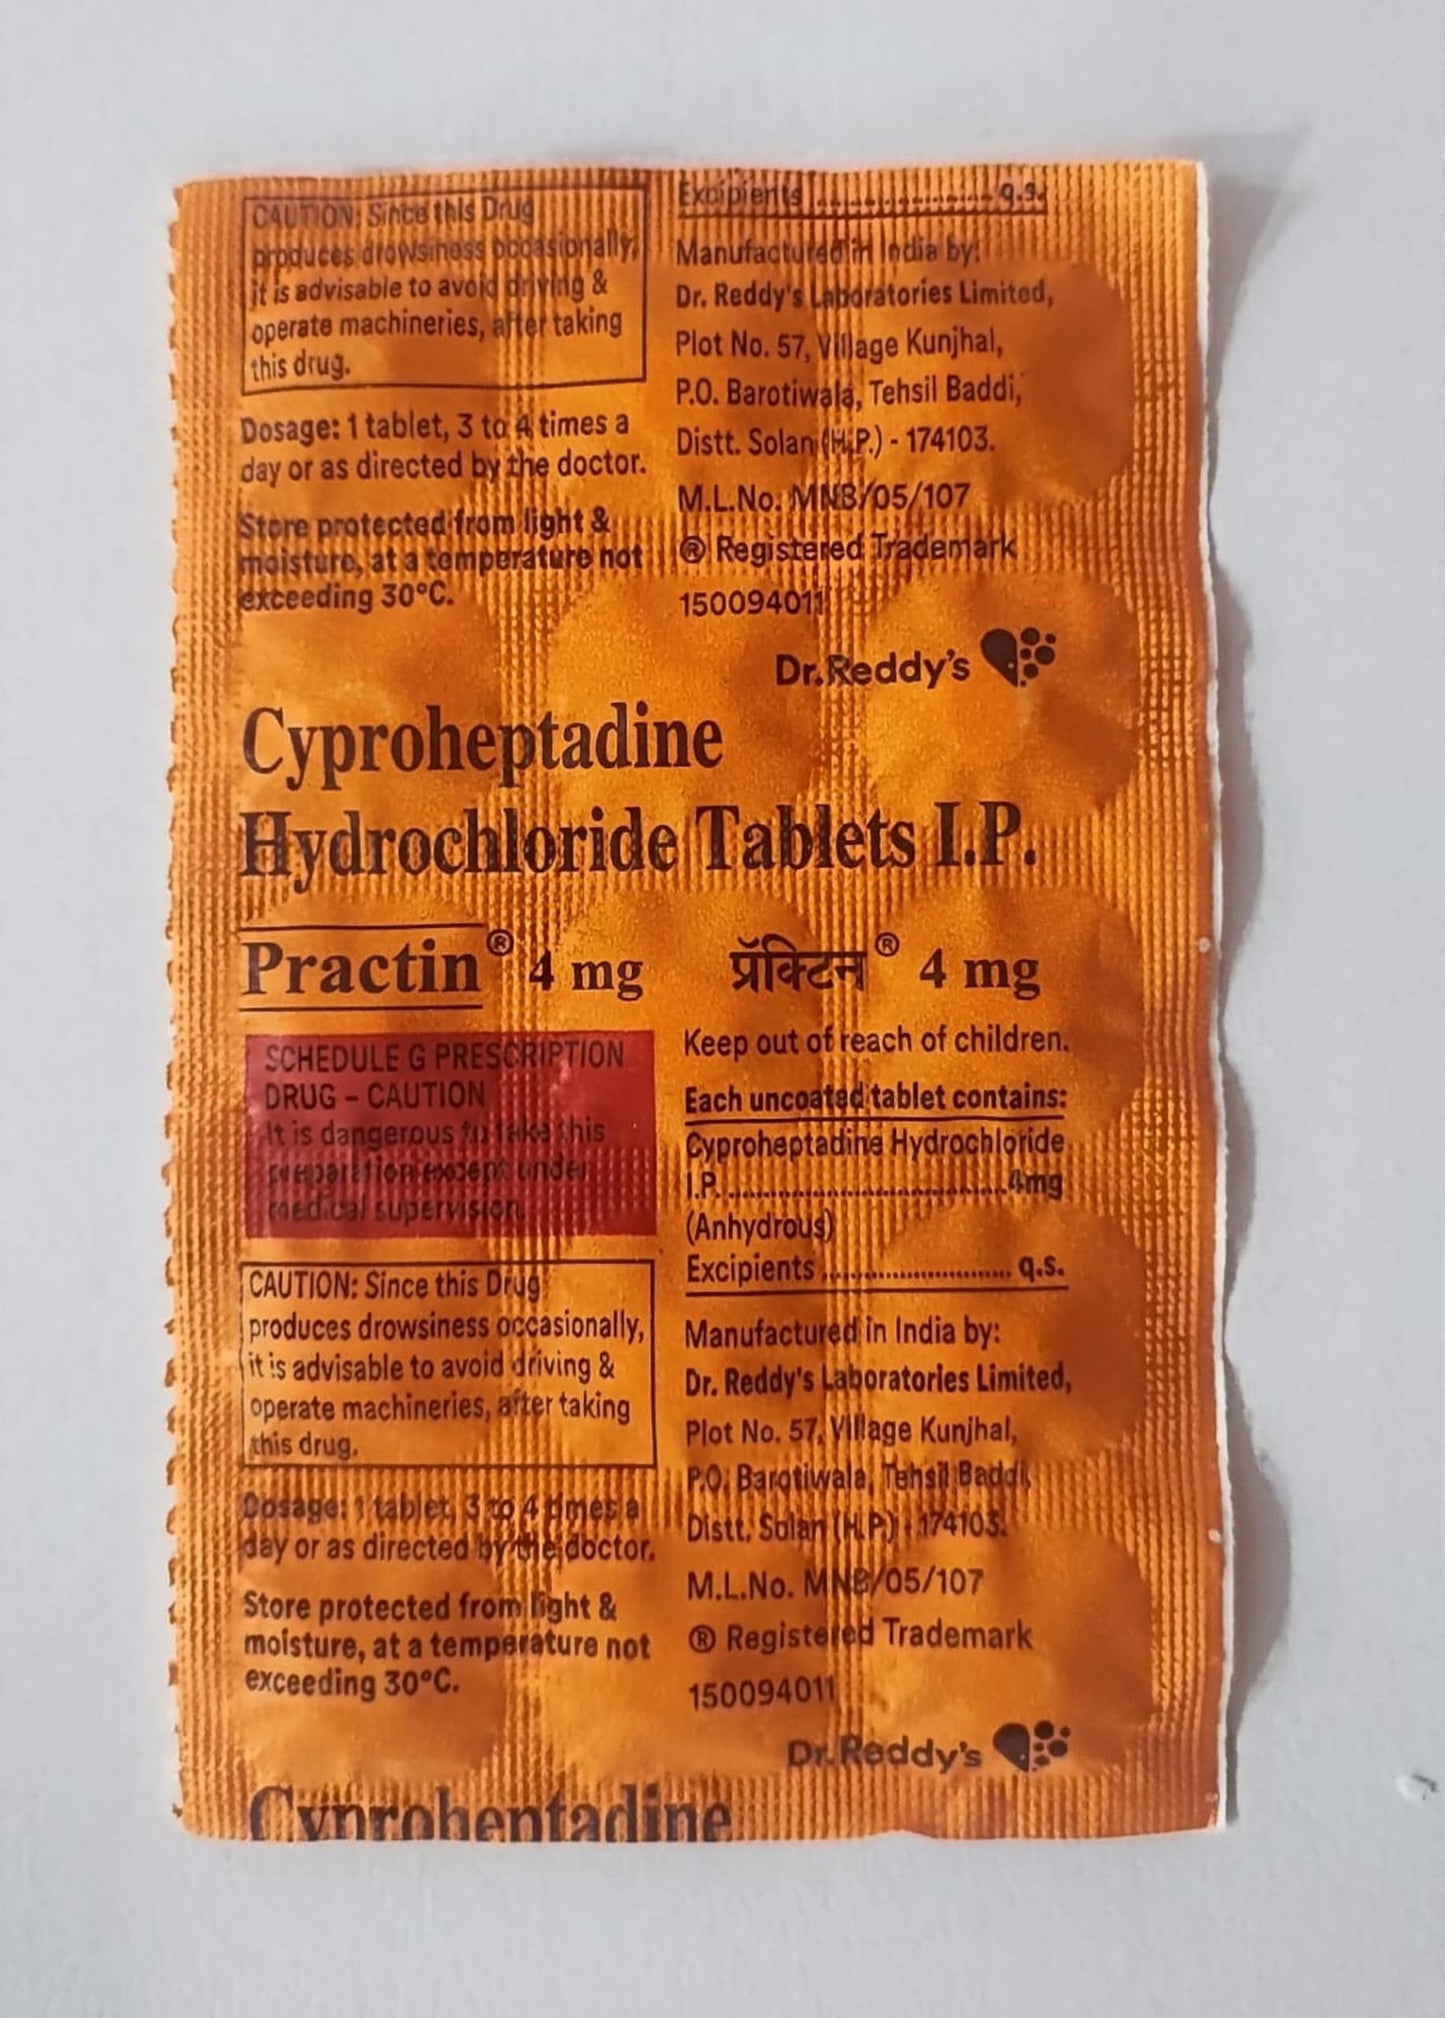 CAUTION: Since this Drug
produces drowsiness occasionally,
it is advisable to avoid driving &
operate machineries, after taking
this drug.
Dosage: 1 tablet, 3 to 4 times a
day or as directed by the doctor.
Store protected from light &
moisture, at a temperature not
exceeding 30°C.
Excipients ........................ q.s.
Manufactured in India by:
Dr. Reddy's Laboratories Limited,
Plot No. 57, Village Kunjhal,
P.O. Barotiwala, Tehsil Baddi,
Distt. Solan (H.P.) - 174103.
M.L.No. MNB/05/107
® Registered Trademark
150094011
Dr.Reddy's
Cyproheptadine
Hydrochloride Tablets I.P.
Practin® 4 mg
प्रॅक्टिन® 4 mg
SCHEDULE G PRESCRIPTION
DRUG – CAUTION
It is dangerous to take this
preparation except under
medical supervision.
CAUTION: Since this Drug
produces drowsiness occasionally,
it is advisable to avoid driving &
operate machineries, after taking
this drug.
Dosage: 1 tablet, 3 to 4 times a
day or as directed by the doctor.
Store protected from light &
moisture, at a temperature not
exceeding 30°C.
Keep out of reach of children.
Each uncoated tablet contains:
Cyproheptadine Hydrochloride
I.P. .................................. 4mg
(Anhydrous)
Excipients ........................ q.s.
Manufactured in India by:
Dr. Reddy's Laboratories Limited,
Plot No. 57, Village Kunjhal,
P.O. Barotiwala, Tehsil Baddi,
Distt. Solan (H.P.) - 174103.
M.L.No. MNB/05/107
® Registered Trademark
150094011
Dr.Reddy's
Cyproheptadine